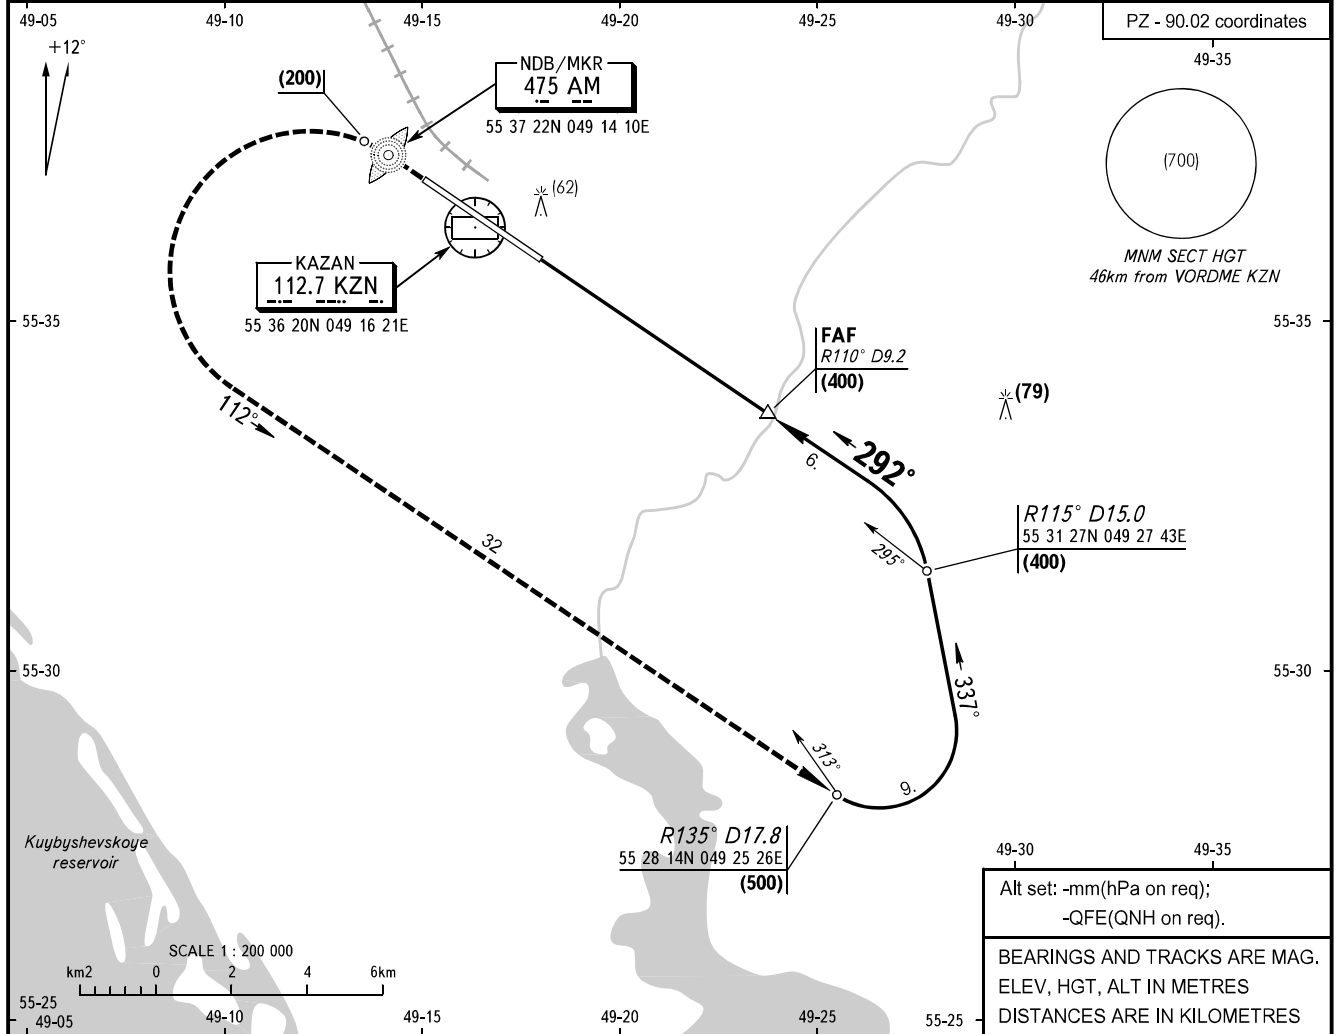 49-05
49-10
49-15
49-20
49-25
49-30
PZ - 90.02 coordinates
49-35
+12°
(200)
NDB/MKR
475 AM
55 37 22N 049 14 10E
(62)
(700)
MNM SECT HGT
46km from VORDME KZN
KAZAN
112.7 KZN
55 36 20N 049 16 21E
55-35
55-35
FAF
R110° D9.2
(400)
(79)
112°
292°
6.
R115° D15.0
55 31 27N 049 27 43E
(400)
295°
32
55-30
55-30
337°
313°
9.
R135° D17.8
55 28 14N 049 25 26E
(500)
Kuybyshevskoye
reservoir
49-30
49-35
Alt set: -mm(hPa on req);
-QFE(QNH on req).
SCALE 1 : 200 000
km2 0 2 4 6km
BEARINGS AND TRACKS ARE MAG.
ELEV, HGT, ALT IN METRES
DISTANCES ARE IN KILOMETRES
55-25
49-05
49-10
49-15
49-20
49-25
55-25